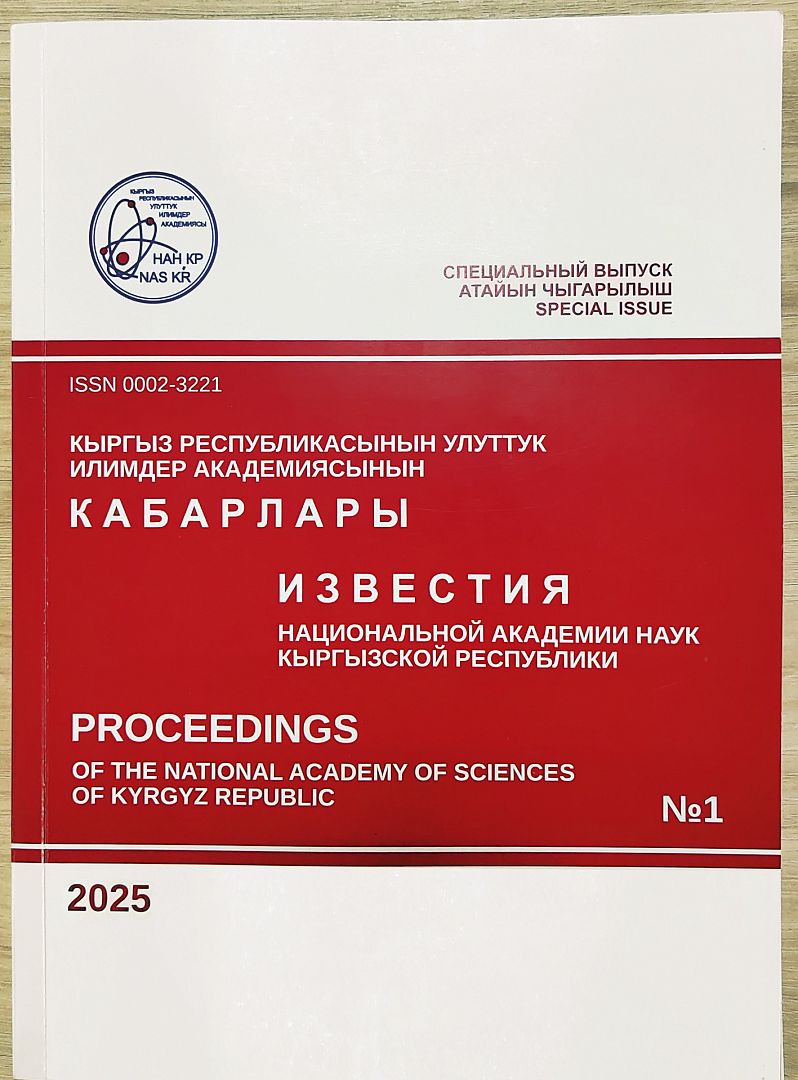 КЫРГЫЗ
РЕСПУБЛИКАСЫНЫН
УЛУТТУК
ИЛИМДЕР
АКАДЕМИЯСЫ
НАН КР
NAS KR
СПЕЦИАЛЬНЫЙ ВЫПУСК
АТАЙЫН ЧЫГАРЫЛЫШ
SPECIAL ISSUE
ISSN 0002-3221
КЫРГЫЗ РЕСПУБЛИКАСЫНЫН УЛУТТУК
ИЛИМДЕР АКАДЕМИЯСЫНЫН
КАБАРЛАРЫ
ИЗВЕСТИЯ
НАЦИОНАЛЬНОЙ АКАДЕМИИ НАУК
КЫРГЫЗСКОЙ РЕСПУБЛИКИ
PROCEEDINGS
OF THE NATIONAL ACADEMY OF SCIENCES
OF KYRGYZ REPUBLIC
№1
2025